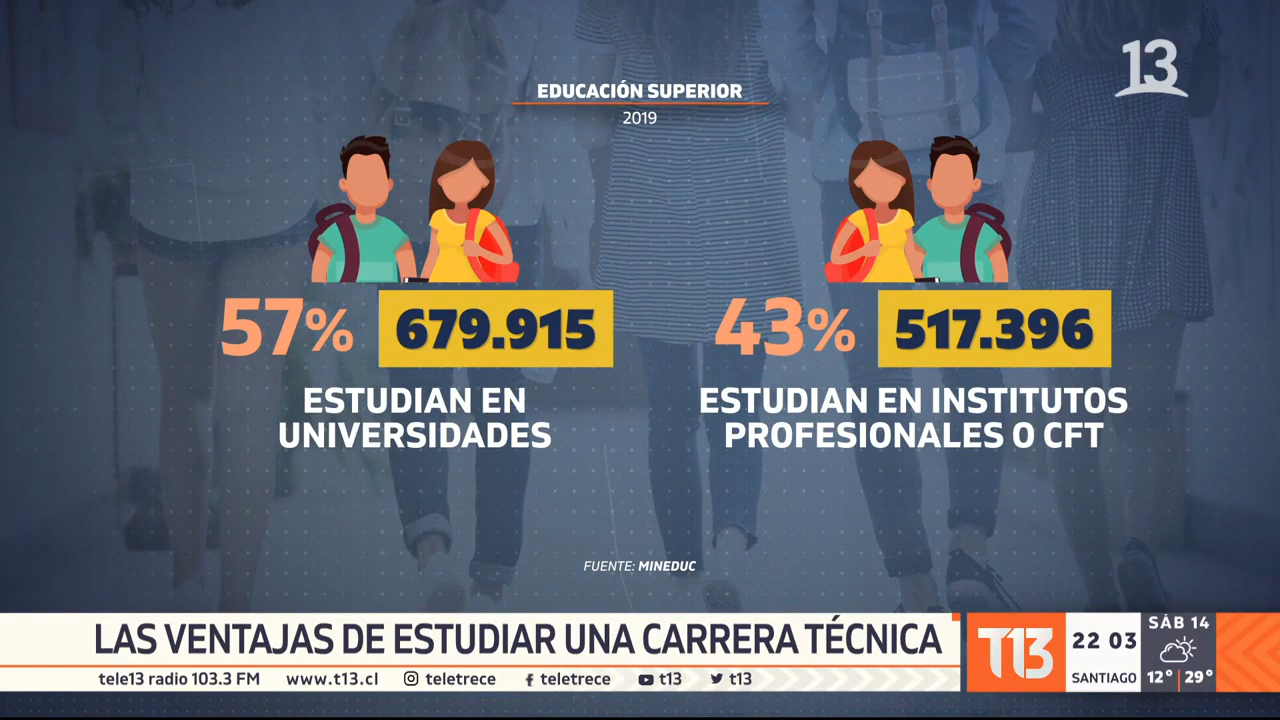 13
EDUCACIÓN SUPERIOR
2019
57% 679.915
ESTUDIAN EN
UNIVERSIDADES
43% 517.396
ESTUDIAN EN INSTITUTOS
PROFESIONALES O CFT
FUENTE: MINEDUC
LAS VENTAJAS DE ESTUDIAR UNA CARRERA TÉCNICA
tele13 radio 103.3 FM www.t13.cl teletrece teletrece t13 t13
T13
22 03
SANTIAGO
SÁB 14
12° 29°